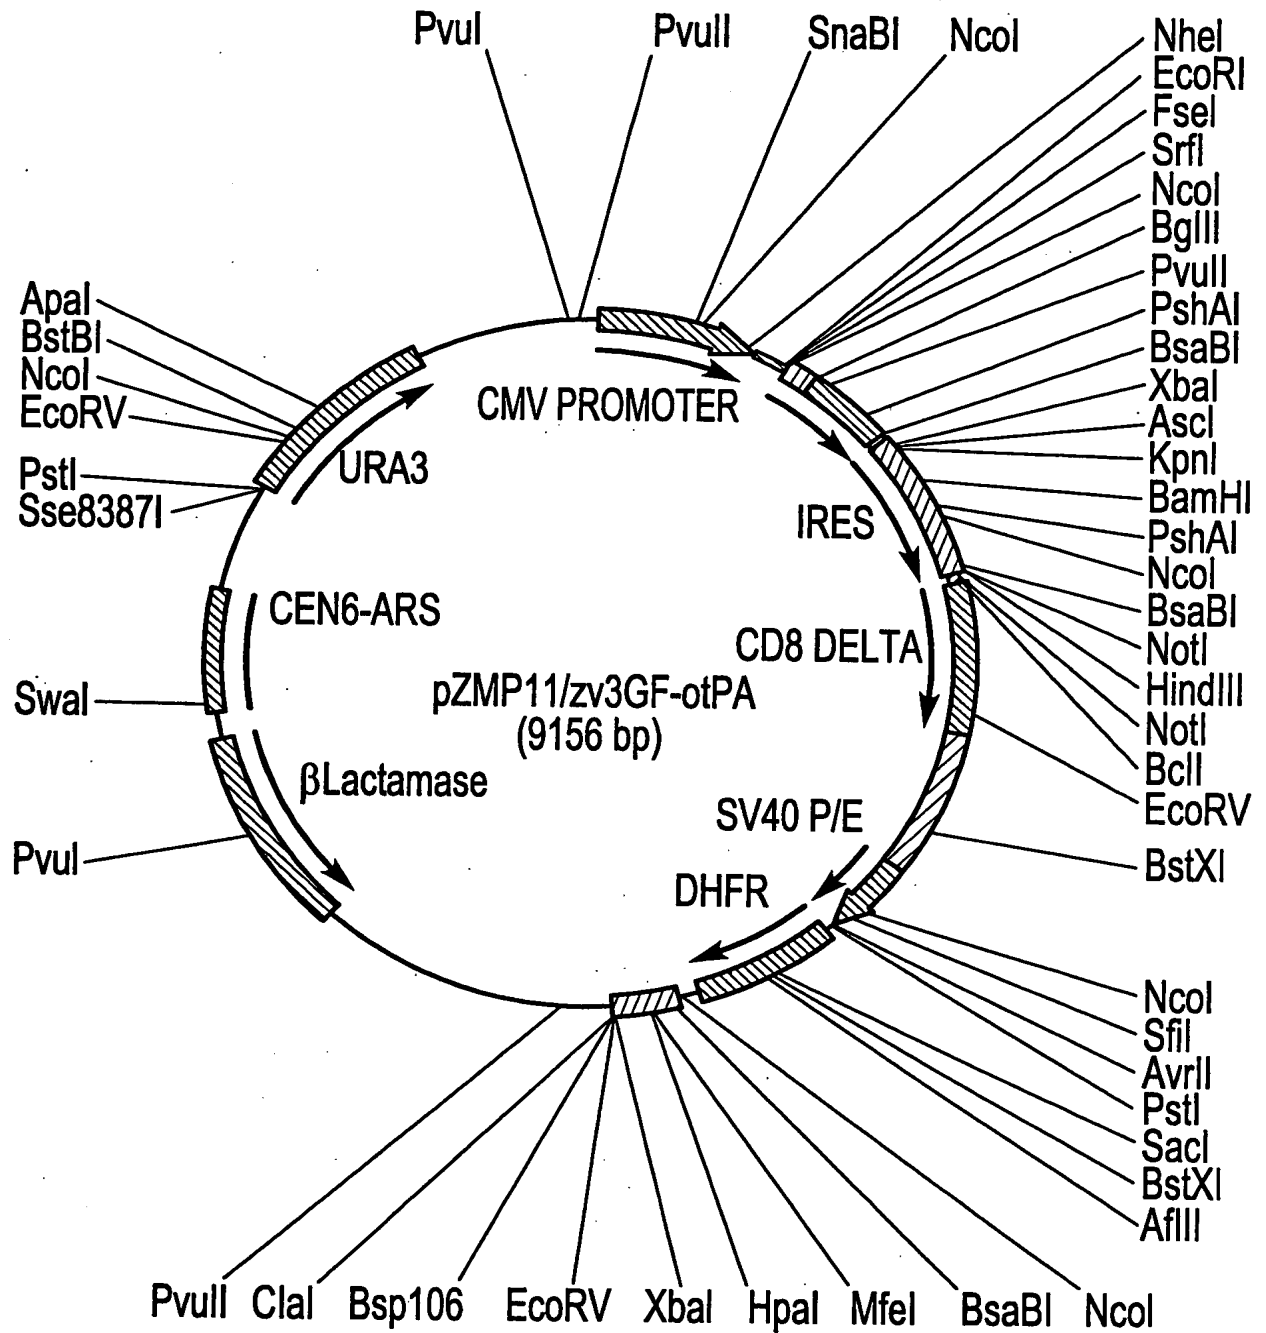 PvuI
PvuII
SnaBI
NcoI
NheI
EcoRI
FseI
SrfI
NcoI
BglII
PvuII
PshAI
BsaBI
XbaI
AscI
KpnI
BamHI
PshAI
NcoI
BsaBI
NotI
HindIII
NotI
BclI
EcoRV
BstXI
NcoI
SfiI
AvrII
PstI
SacI
BstXI
AflII
ApaI
BstBI
NcoI
EcoRV
PstI
Sse8387I
SwaI
PvuI
CMV PROMOTER
URA3
IRES
CEN6-ARS
CD8 DELTA
pZMP11/zv3GF-otPA
(9156 bp)
βLactamase
SV40 P/E
DHFR
PvuII
ClaI
Bsp106
EcoRV
XbaI
HpaI
MfeI
BsaBI
NcoI